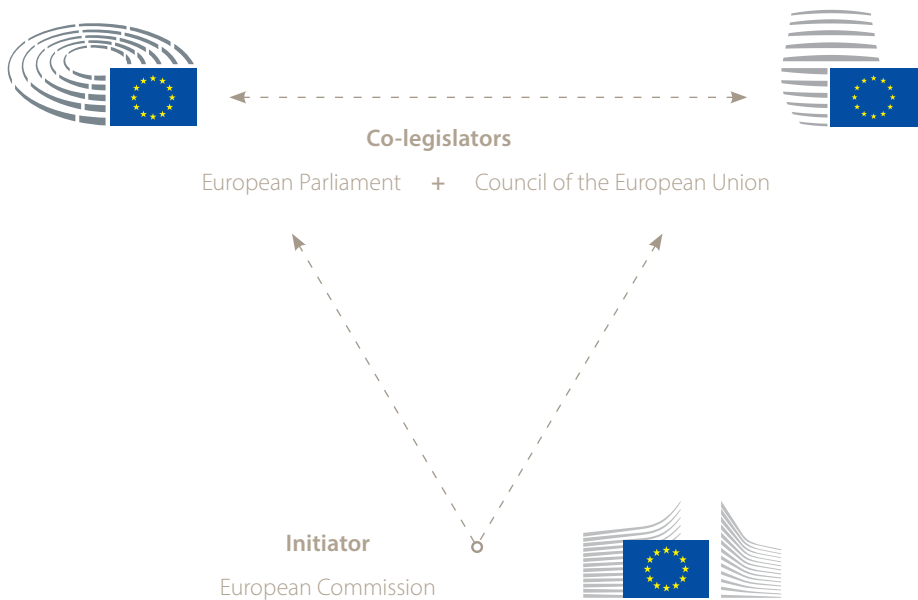 Co-legislators
European Parliament + Council of the European Union
Initiator
European Commission